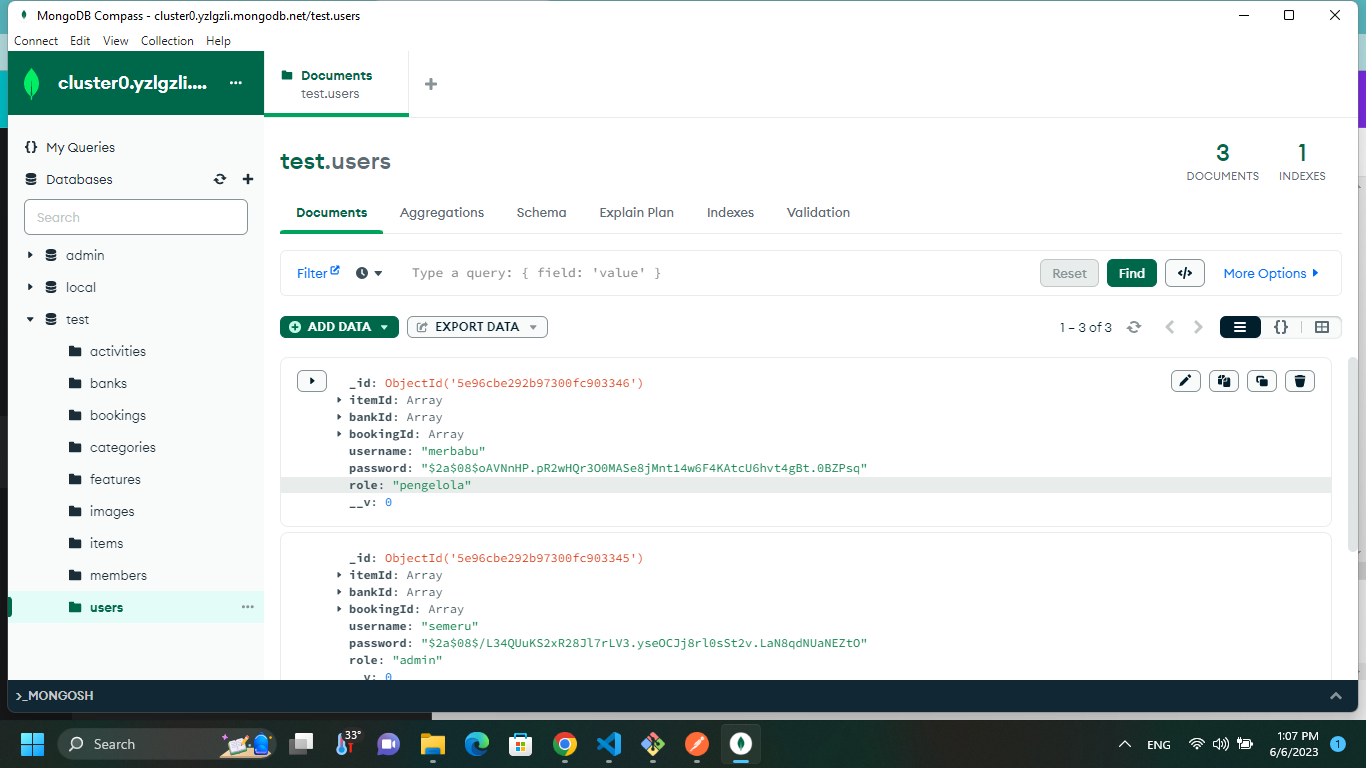 MongoDB Compass - cluster0.yzlgzli.mongodb.net/test.users
Connect Edit View Collection Help
cluster0.yzlgzli.... ...
Documents
test.users
{} My Queries
Databases
Search
admin
local
test
activities
banks
bookings
categories
features
images
items
members
users ...
test.users
3
DOCUMENTS
1
INDEXES
Documents Aggregations Schema Explain Plan Indexes Validation
Filter Type a query: { field: 'value' } Reset Find </> More Options
ADD DATA EXPORT DATA 1 – 3 of 3 {}
_id: ObjectId('5e96cbe292b97300fc903346')
itemId: Array
bankId: Array
bookingId: Array
username: "merbabu"
password: "$2a$08$oAVNnHP.pR2wHQr3O0MASe8jMnt14w6F4KAtcU6hvt4gBt.0BZPsq"
role: "pengelola"
__v: 0
_id: ObjectId('5e96cbe292b97300fc903345')
itemId: Array
bankId: Array
bookingId: Array
username: "semeru"
password: "$2a$08$/L34QUuKS2xR28Jl7rLV3.yseOCJj8rl0sSt2v.LaN8qdNUaNEZtO"
role: "admin"
__v: 0
>_MONGOSH
Search 33° ENG 1:07 PM
6/6/2023 1